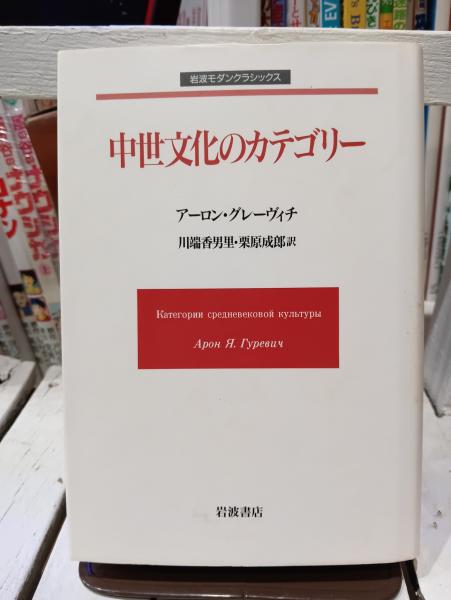 岩波モダンクラシックス
中世文化のカテゴリー
アーロン・グレーヴィチ
川端香男里・栗原成郎 訳
Категории средневековой культуры
Арон Я. Гуревич
岩波書店